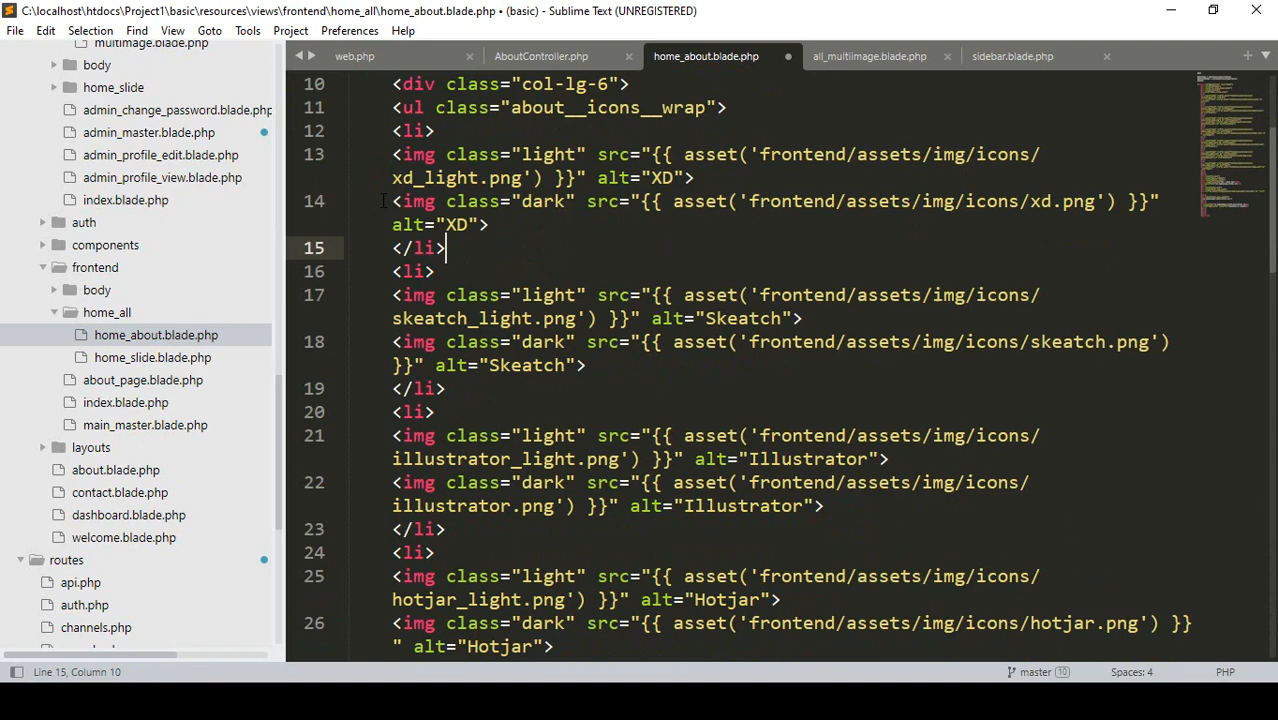 C:\localhost\htdocs\Project1\basic\resources\views\frontend\home_all\home_about.blade.php • (basic) - Sublime Text (UNREGISTERED)
File Edit Selection Find View Goto Tools Project Preferences Help
multimage.blade.php
body
home_slide
admin_change_password.blade.php
admin_master.blade.php
admin_profile_edit.blade.php
admin_profile_view.blade.php
index.blade.php
auth
components
frontend
body
home_all
home_about.blade.php
home_slide.blade.php
about_page.blade.php
index.blade.php
main_master.blade.php
layouts
about.blade.php
contact.blade.php
dashboard.blade.php
welcome.blade.php
routes
api.php
auth.php
channels.php
web.php AboutController.php home_about.blade.php all_multiimage.blade.php sidebar.blade.php
10 <div class="col-lg-6">
11 <ul class="about__icons__wrap">
12 <li>
13 <img class="light" src="{{ asset('frontend/assets/img/icons/
xd_light.png') }}" alt="XD">
14 <img class="dark" src="{{ asset('frontend/assets/img/icons/xd.png') }}"
alt="XD">
15 </li>
16 <li>
17 <img class="light" src="{{ asset('frontend/assets/img/icons/
skeatch_light.png') }}" alt="Skeatch">
18 <img class="dark" src="{{ asset('frontend/assets/img/icons/skeatch.png')
}}" alt="Skeatch">
19 </li>
20 <li>
21 <img class="light" src="{{ asset('frontend/assets/img/icons/
illustrator_light.png') }}" alt="Illustrator">
22 <img class="dark" src="{{ asset('frontend/assets/img/icons/
illustrator.png') }}" alt="Illustrator">
23 </li>
24 <li>
25 <img class="light" src="{{ asset('frontend/assets/img/icons/
hotjar_light.png') }}" alt="Hotjar">
26 <img class="dark" src="{{ asset('frontend/assets/img/icons/hotjar.png') }}
" alt="Hotjar">
Line 15, Column 10 master 10 Spaces: 4 PHP